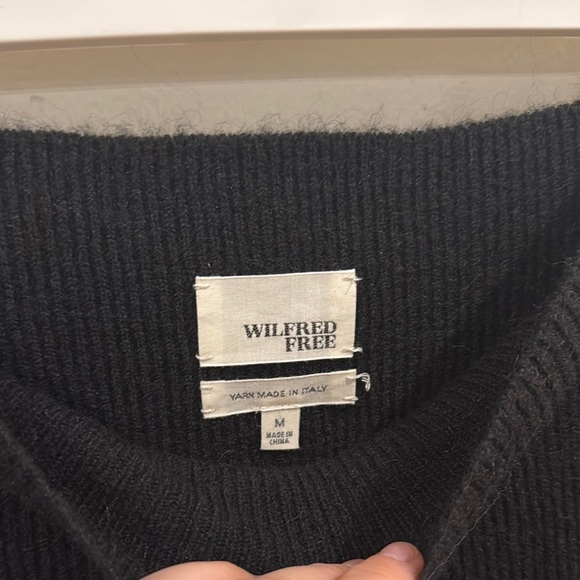 WILFRED
FREE
YARN MADE IN ITALY
M
MADE IN
CHINA